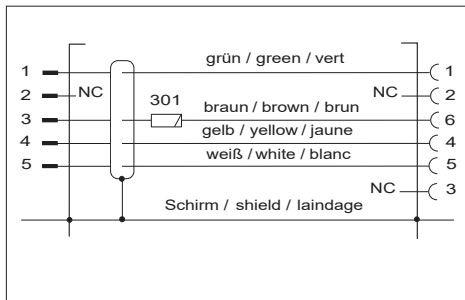 grün / green / vert
1 1
2 NC NC 2
301
3 braun / brown / brun 6
gelb / yellow / jaune
4 4
weiß / white / blanc
5 5
NC 3
Schirm / shield / laindage